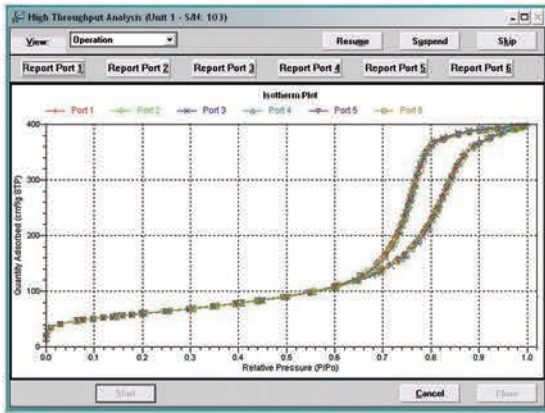 High Throughput Analysis (Unit 1 - S/N: 103)
View: Operation Resume Suspend Skip
Report Port 1 Report Port 2 Report Port 3 Report Port 4 Report Port 5 Report Port 6
Isotherm Plot
Port 1 Port 2 Port 3 Port 4 Port 5 Port 6
400
300
200
100
0
Quantity Adsorbed (cm³/g STP)
0.0 0.1 0.2 0.3 0.4 0.5 0.6 0.7 0.8 0.9 1.0
Relative Pressure (P/Po)
Start Cancel Close